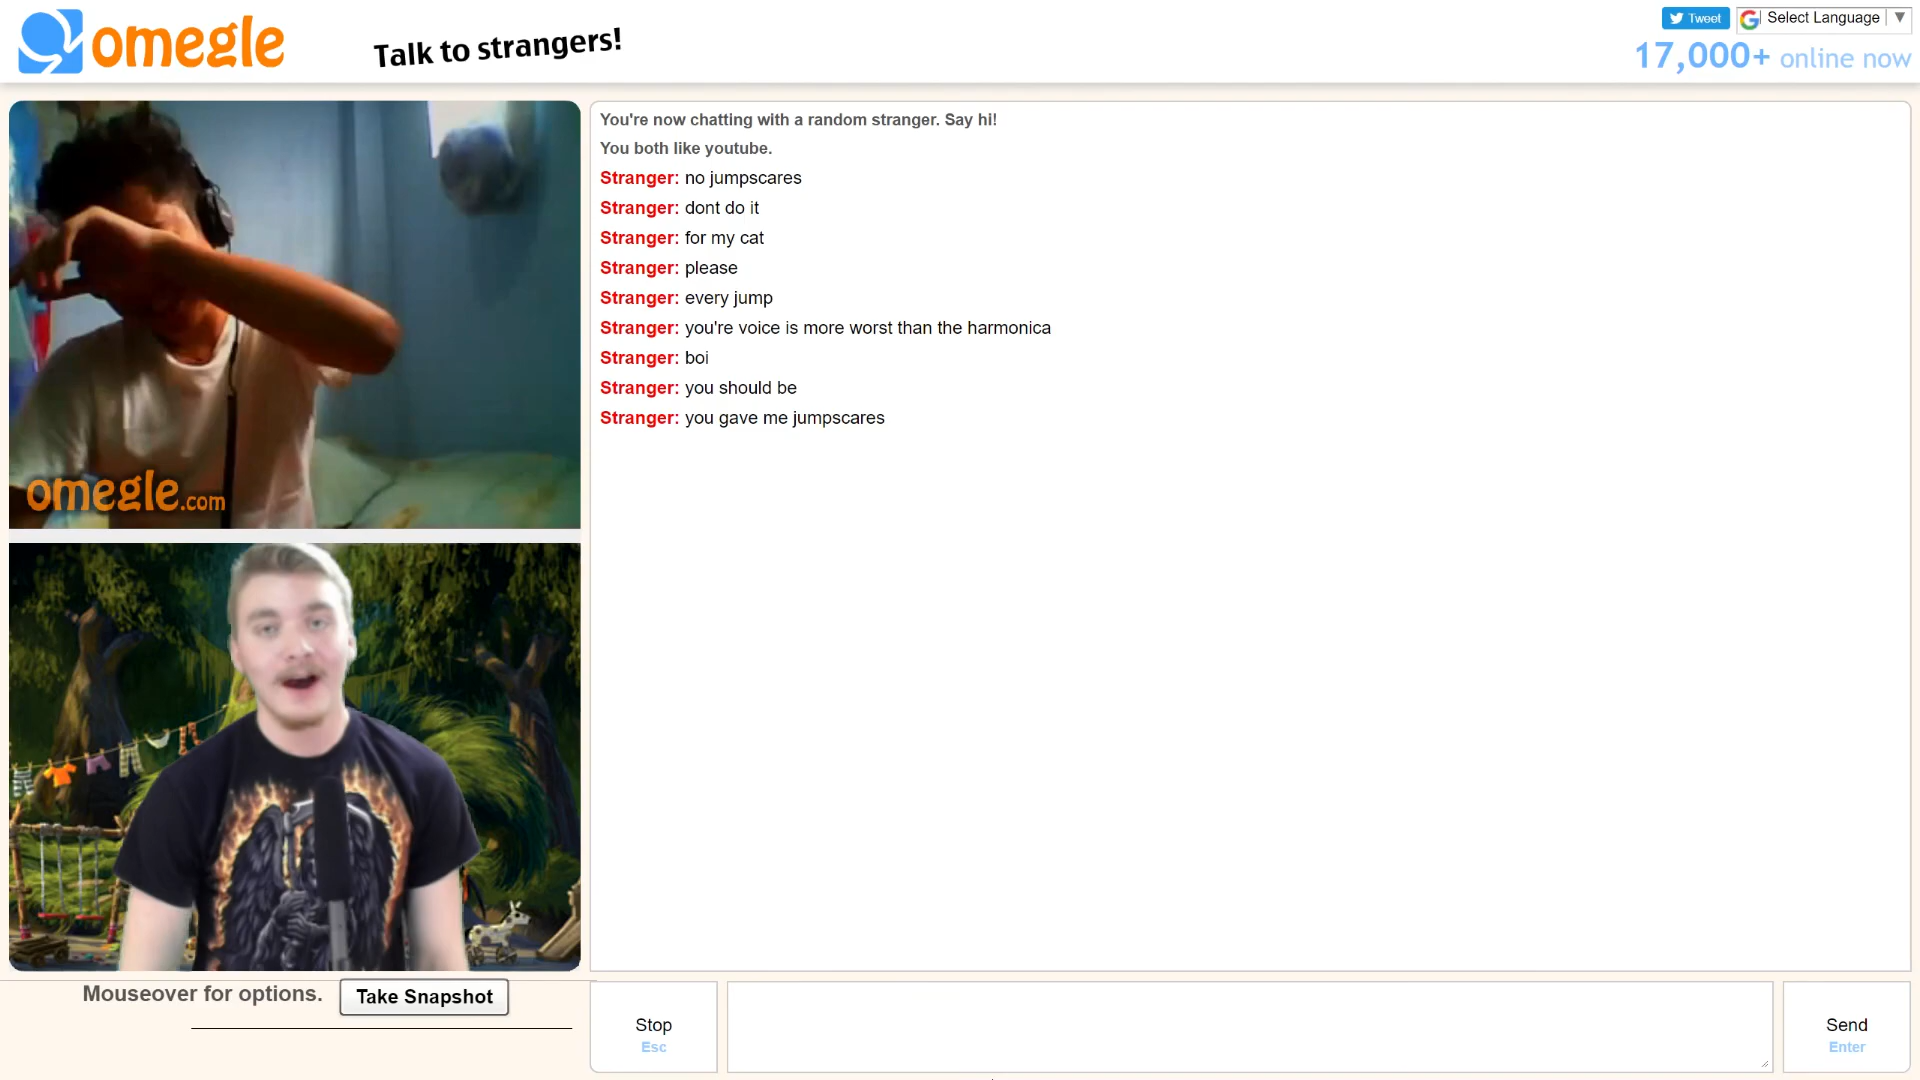 omegle
Talk to strangers!
Tweet
Select Language
17,000+ online now
You're now chatting with a random stranger. Say hi!
You both like youtube.
Stranger: no jumpscares
Stranger: dont do it
Stranger: for my cat
Stranger: please
Stranger: every jump
Stranger: you're voice is more worst than the harmonica
Stranger: boi
Stranger: you should be
Stranger: you gave me jumpscares
omegle.com
Mouseover for options.
Take Snapshot
Stop
Esc
Send
Enter